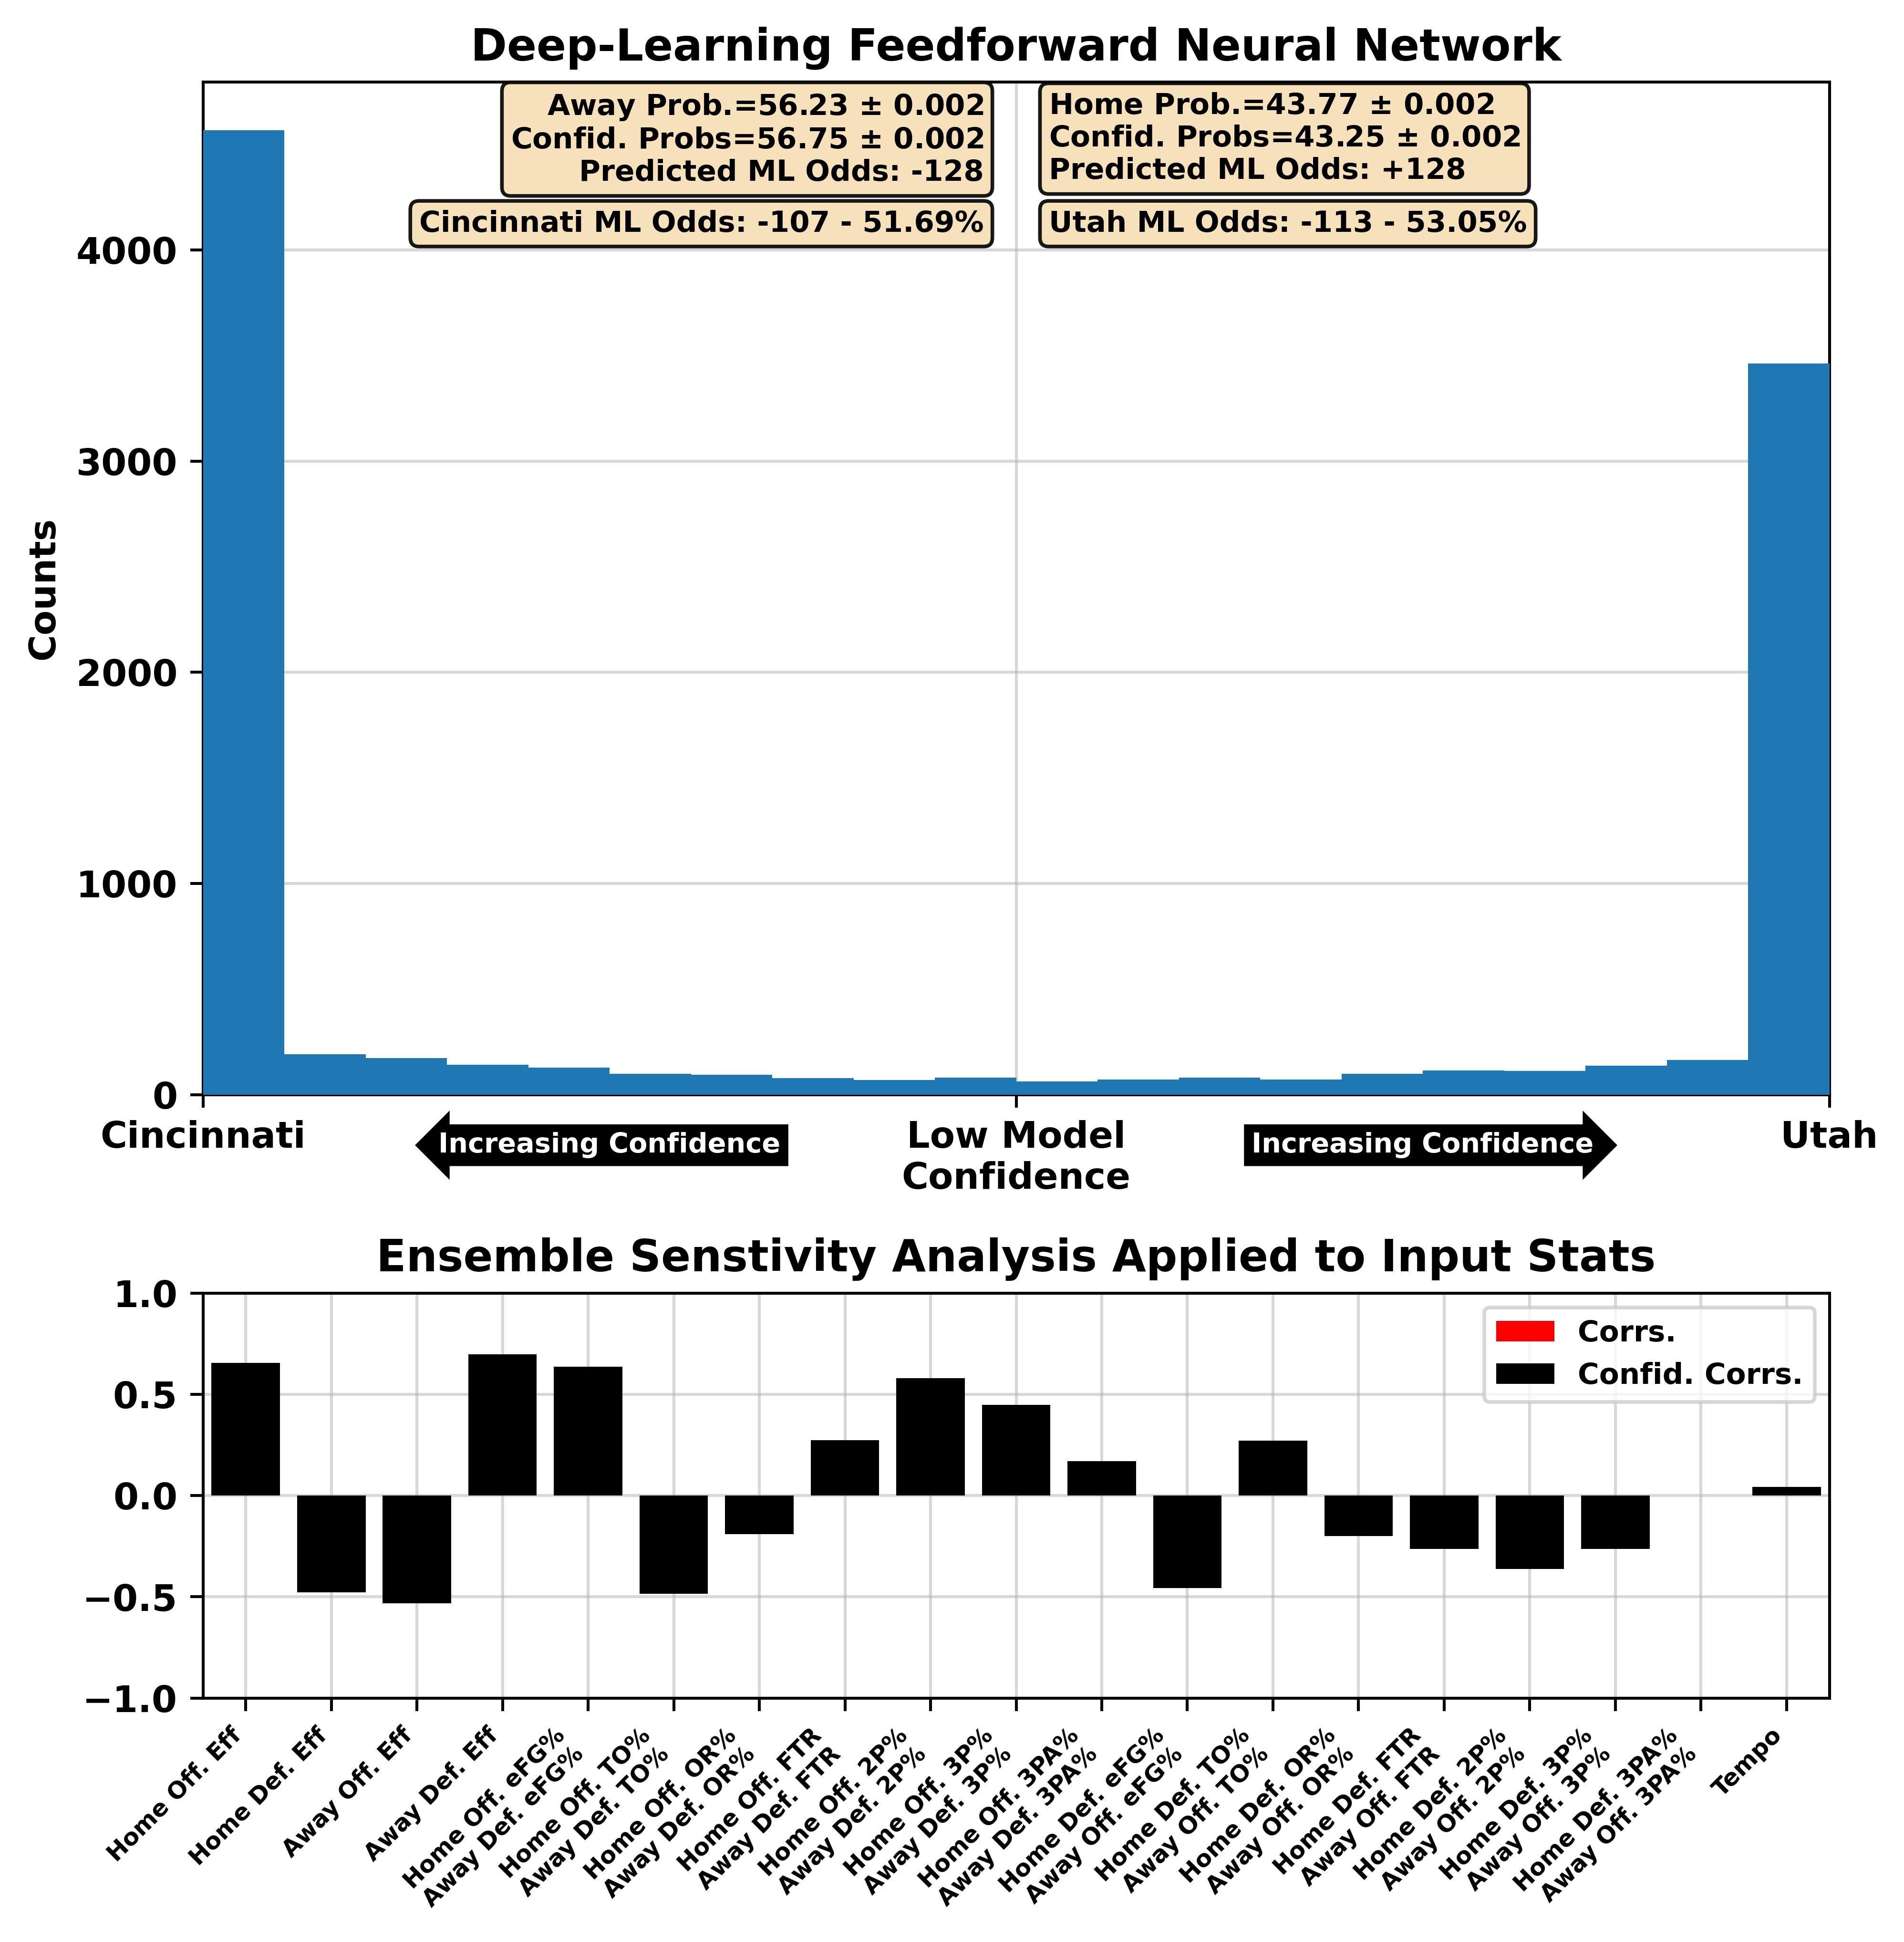 Deep-Learning Feedforward Neural Network
Away Prob.=56.23 ± 0.002
Confid. Probs=56.75 ± 0.002
Predicted ML Odds: -128
Cincinnati ML Odds: -107 - 51.69%
Home Prob.=43.77 ± 0.002
Confid. Probs=43.25 ± 0.002
Predicted ML Odds: +128
Utah ML Odds: -113 - 53.05%
Counts
4000
3000
2000
1000
0
Cincinnati
Increasing Confidence
Low Model
Confidence
Increasing Confidence
Utah
Ensemble Senstivity Analysis Applied to Input Stats
1.0
0.5
0.0
−0.5
−1.0
Corrs.
Confid. Corrs.
Home Off. Eff
Home Def. Eff
Away Off. Eff
Away Def. Eff
Home Off. eFG%
Away Def. eFG%
Home Off. TO%
Away Def. TO%
Home Off. OR%
Away Def. OR%
Home Off. FTR
Away Def. FTR
Home Off. 2P%
Away Def. 2P%
Home Off. 3P%
Away Def. 3P%
Home Off. 3PA%
Away Def. 3PA%
Home Def. eFG%
Away Off. eFG%
Home Def. TO%
Away Off. TO%
Home Def. OR%
Away Off. OR%
Home Def. FTR
Away Off. FTR
Home Def. 2P%
Away Off. 2P%
Home Def. 3P%
Away Off. 3P%
Home Def. 3PA%
Away Off. 3PA%
Tempo